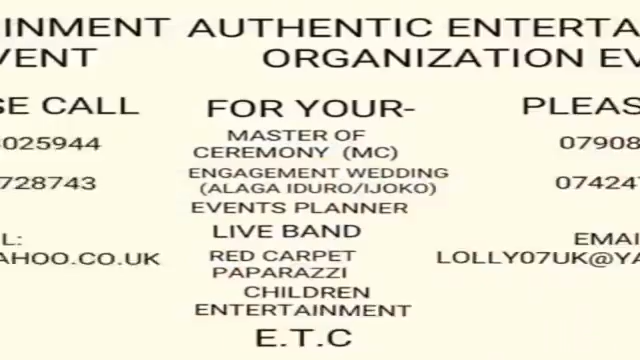 INMENT AUTHENTIC ENTERTA
VENT ORGANIZATION EV
SE CALL FOR YOUR- PLEAS
025944 MASTER OF 07908
CEREMONY (MC)
728743 ENGAGEMENT WEDDING 07424
(ALAGA IDURO/IJOKO)
EVENTS PLANNER
L: LIVE BAND EMAI
AHOO.CO.UK RED CARPET LOLLY07UK@YA
PAPARAZZI
CHILDREN
ENTERTAINMENT
E.T.C